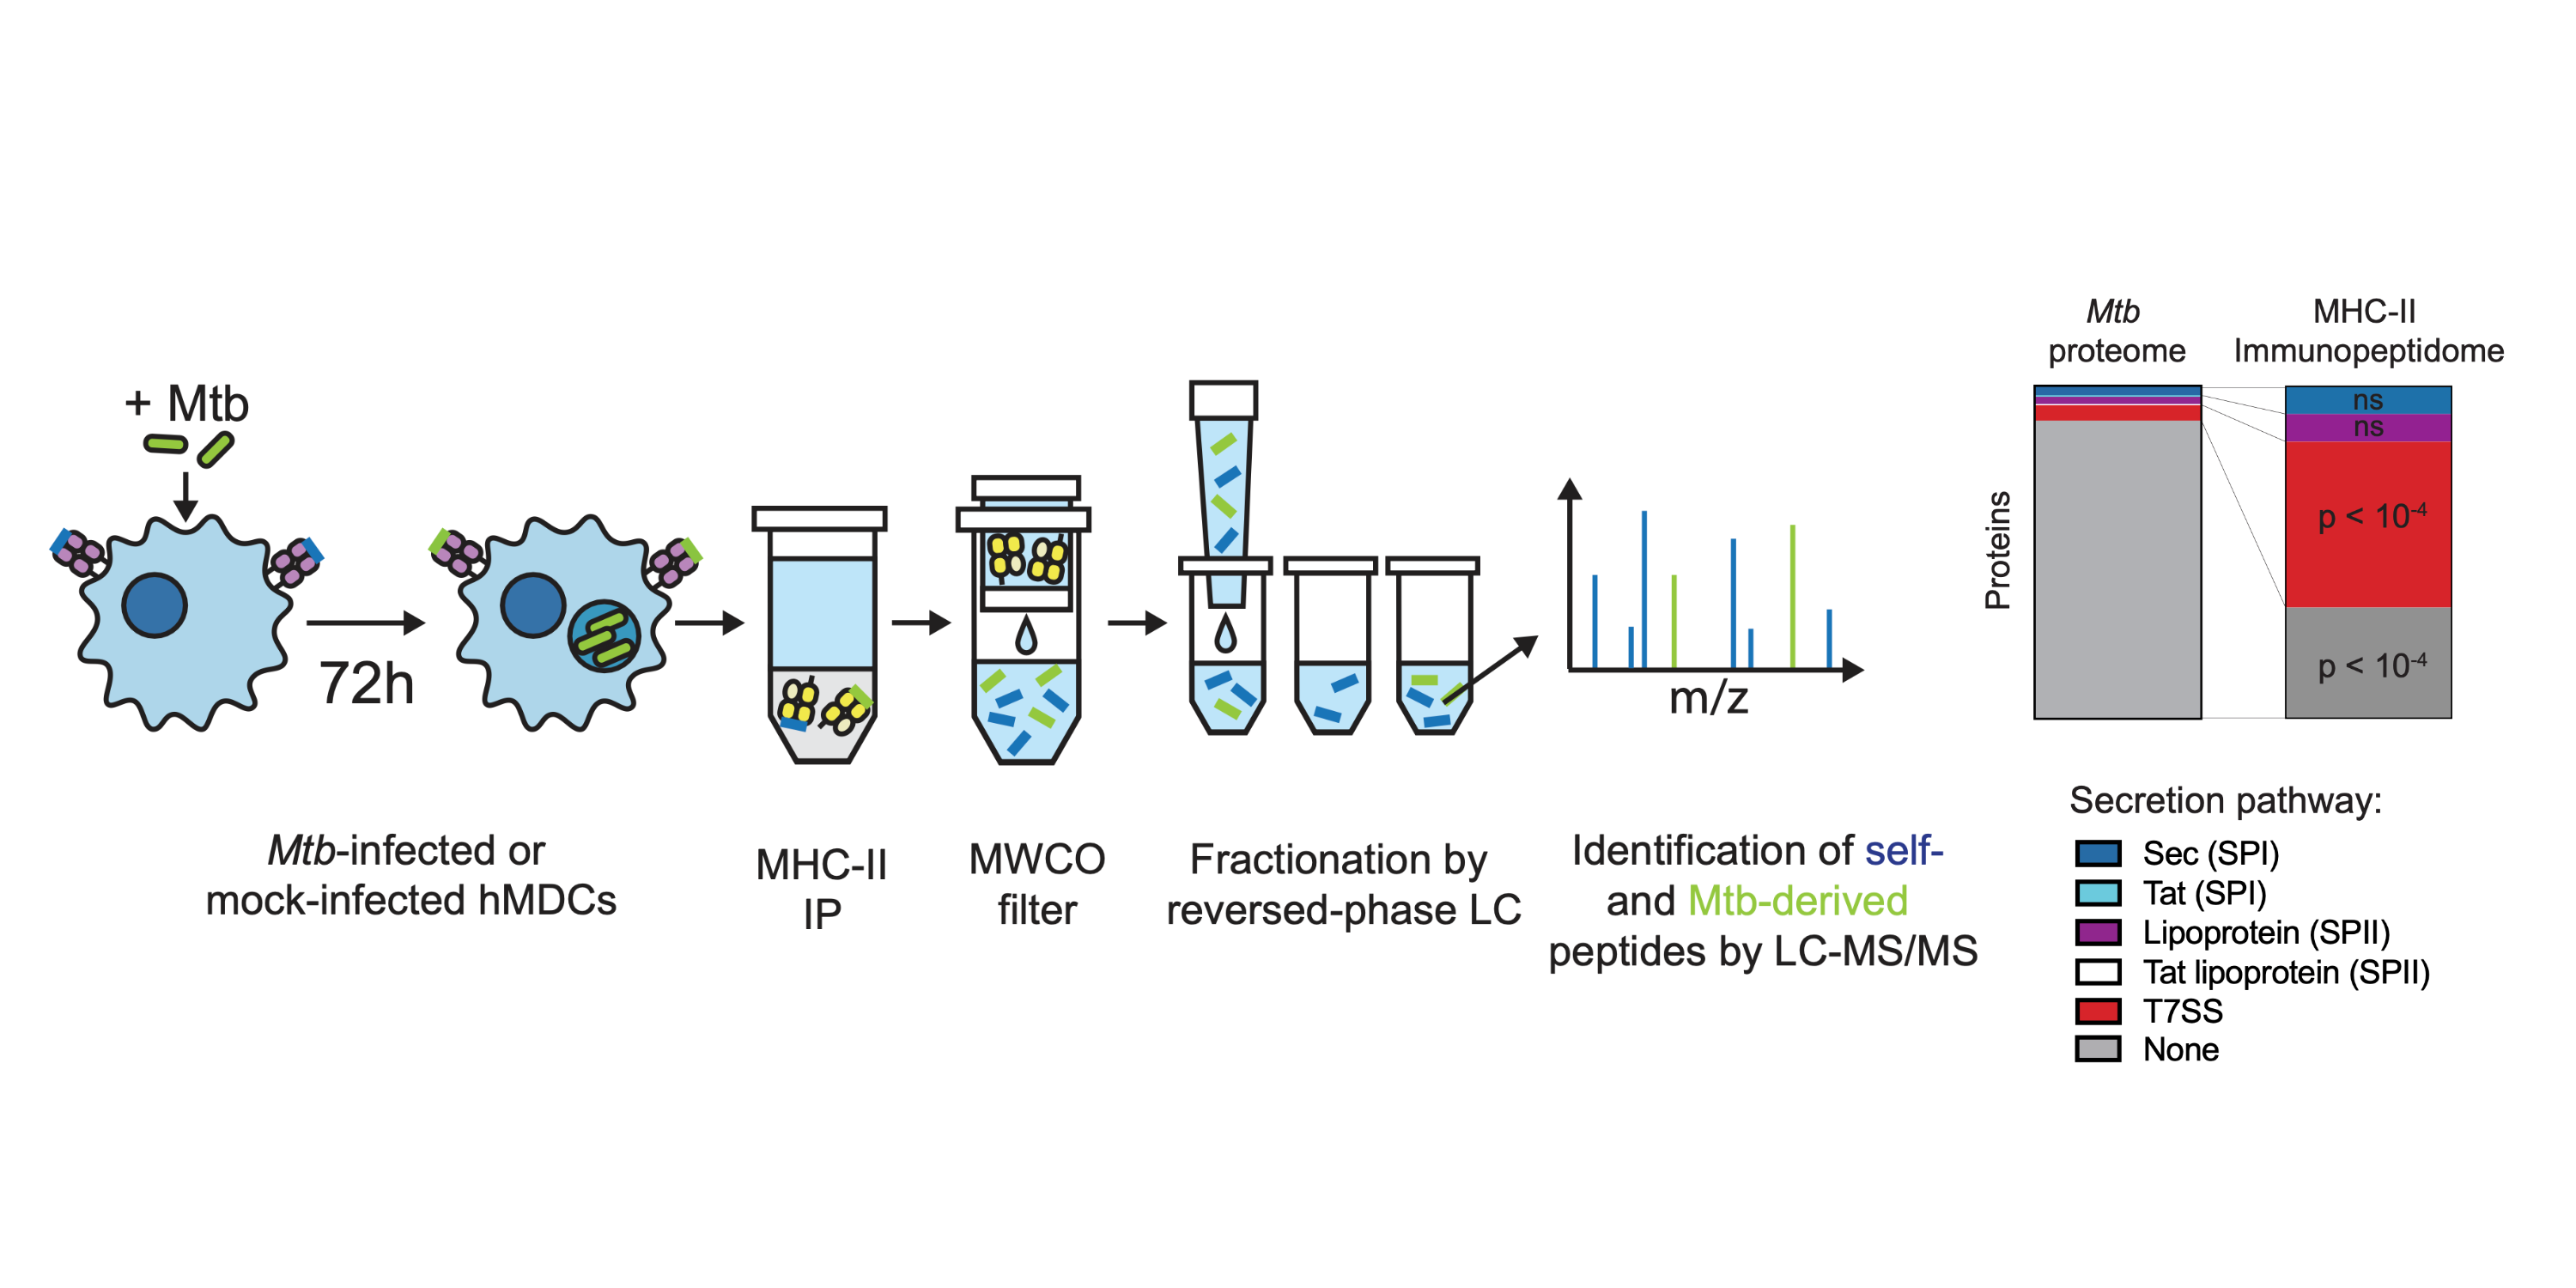 + Mtb
72h
Mtb-infected or
mock-infected hMDCs
MHC-II
IP
MWCO
filter
Fractionation by
reversed-phase LC
m/z
Identification of self-
and Mtb-derived
peptides by LC-MS/MS
Mtb
proteome
MHC-II
Immunopeptidome
Proteins
ns
ns
p < 10⁻⁴
p < 10⁻⁴
Secretion pathway:
Sec (SPI)
Tat (SPI)
Lipoprotein (SPII)
Tat lipoprotein (SPII)
T7SS
None